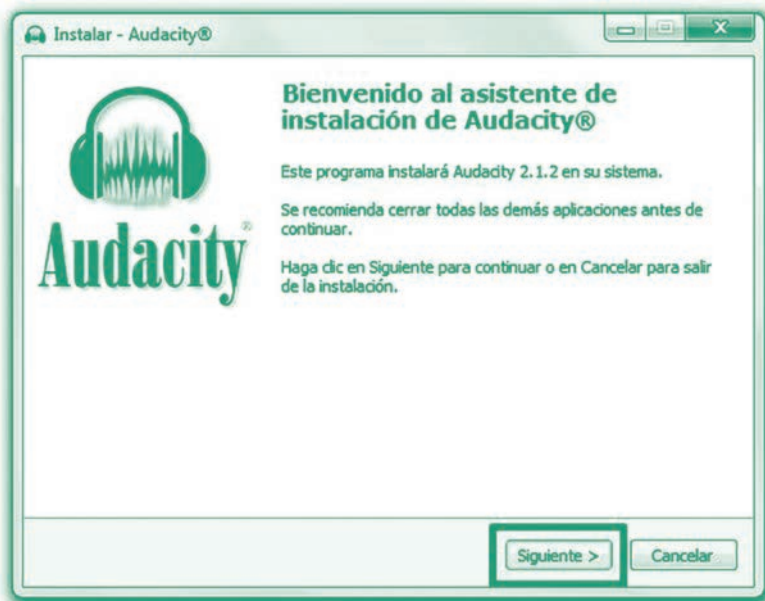 Instalar - Audacity®
Bienvenido al asistente de
instalación de Audacity®
Este programa instalará Audacity 2.1.2 en su sistema.
Se recomienda cerrar todas las demás aplicaciones antes de
continuar.
Haga clic en Siguiente para continuar o en Cancelar para salir
de la instalación.
Audacity®
Siguiente >
Cancelar